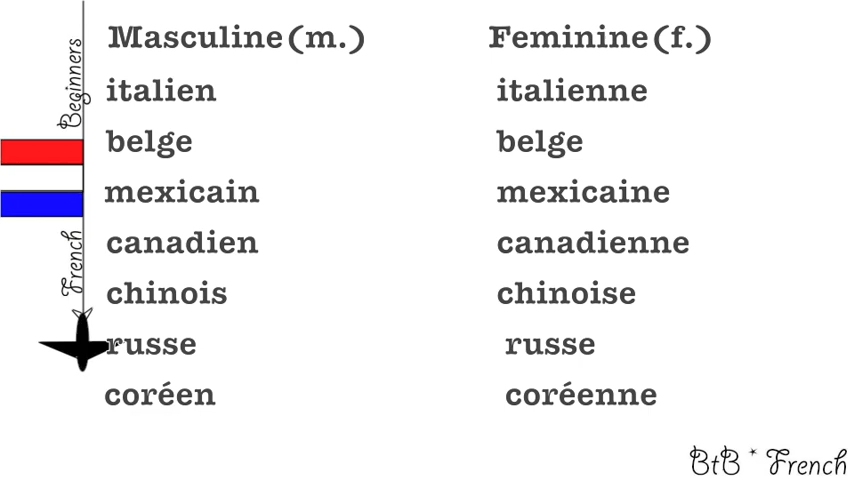 Masculine (m.) Feminine (f.)
italien italienne
belge belge
mexicain mexicaine
canadien canadienne
chinois chinoise
russe russe
coréen coréenne
Beginners French
BtB * French